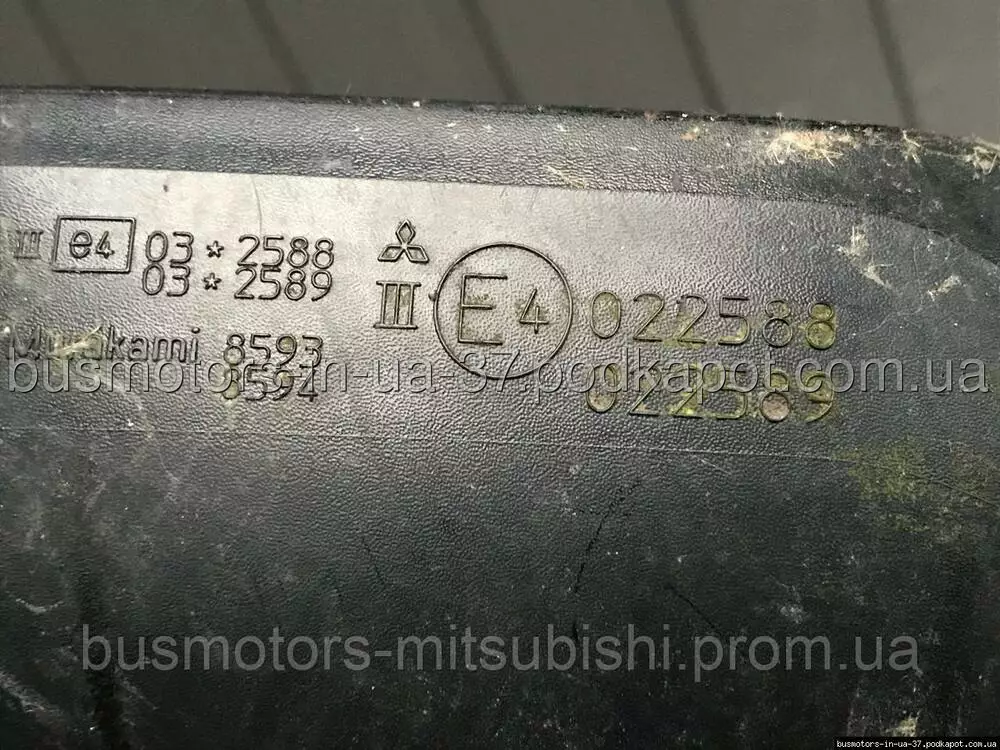 III e4 03 * 2588
03 * 2589
Murakami 8593
8594
III E4 022588
022589
busmotors-in-ua-37.podkapot.com.ua
busmotors-mitsubishi.prom.ua
busmotors-in-ua-37.podkapot.com.ua